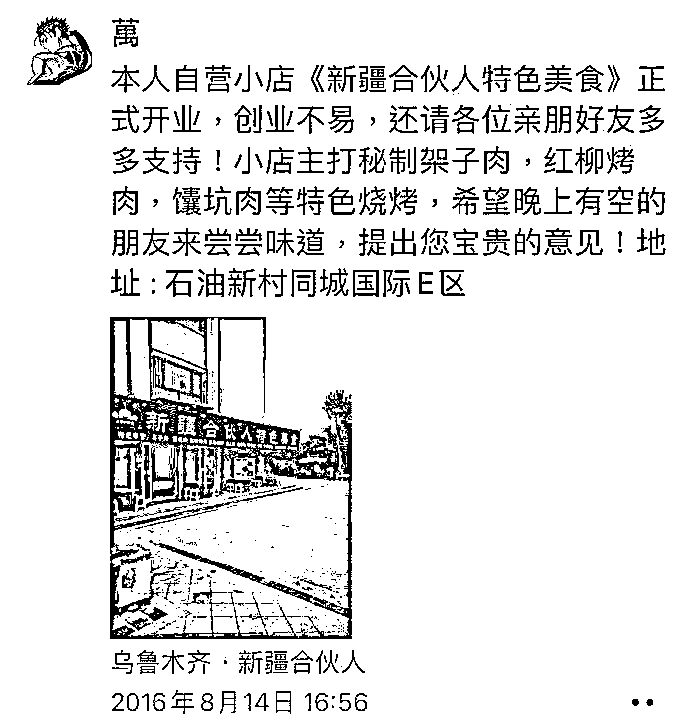 萬
本人自营小店《新疆合伙人特色美食》正
式开业，创业不易，还请各位亲朋好友多
多支持！小店主打秘制架子肉，红柳烤
肉，馕坑肉等特色烧烤，希望晚上有空的
朋友来尝尝味道，提出您宝贵的意见！地
址：石油新村同城国际E区
新疆合伙人特色美食
乌鲁木齐·新疆合伙人
2016年8月14日 16:56